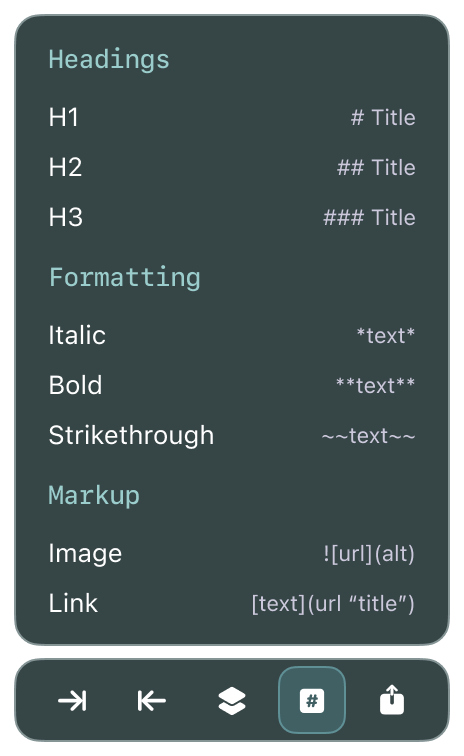 Headings
H1 # Title
H2 ## Title
H3 ### Title
Formatting
Italic *text*
Bold **text**
Strikethrough ~~text~~
Markup
Image ![url](alt)
Link [text](url “title”)
#